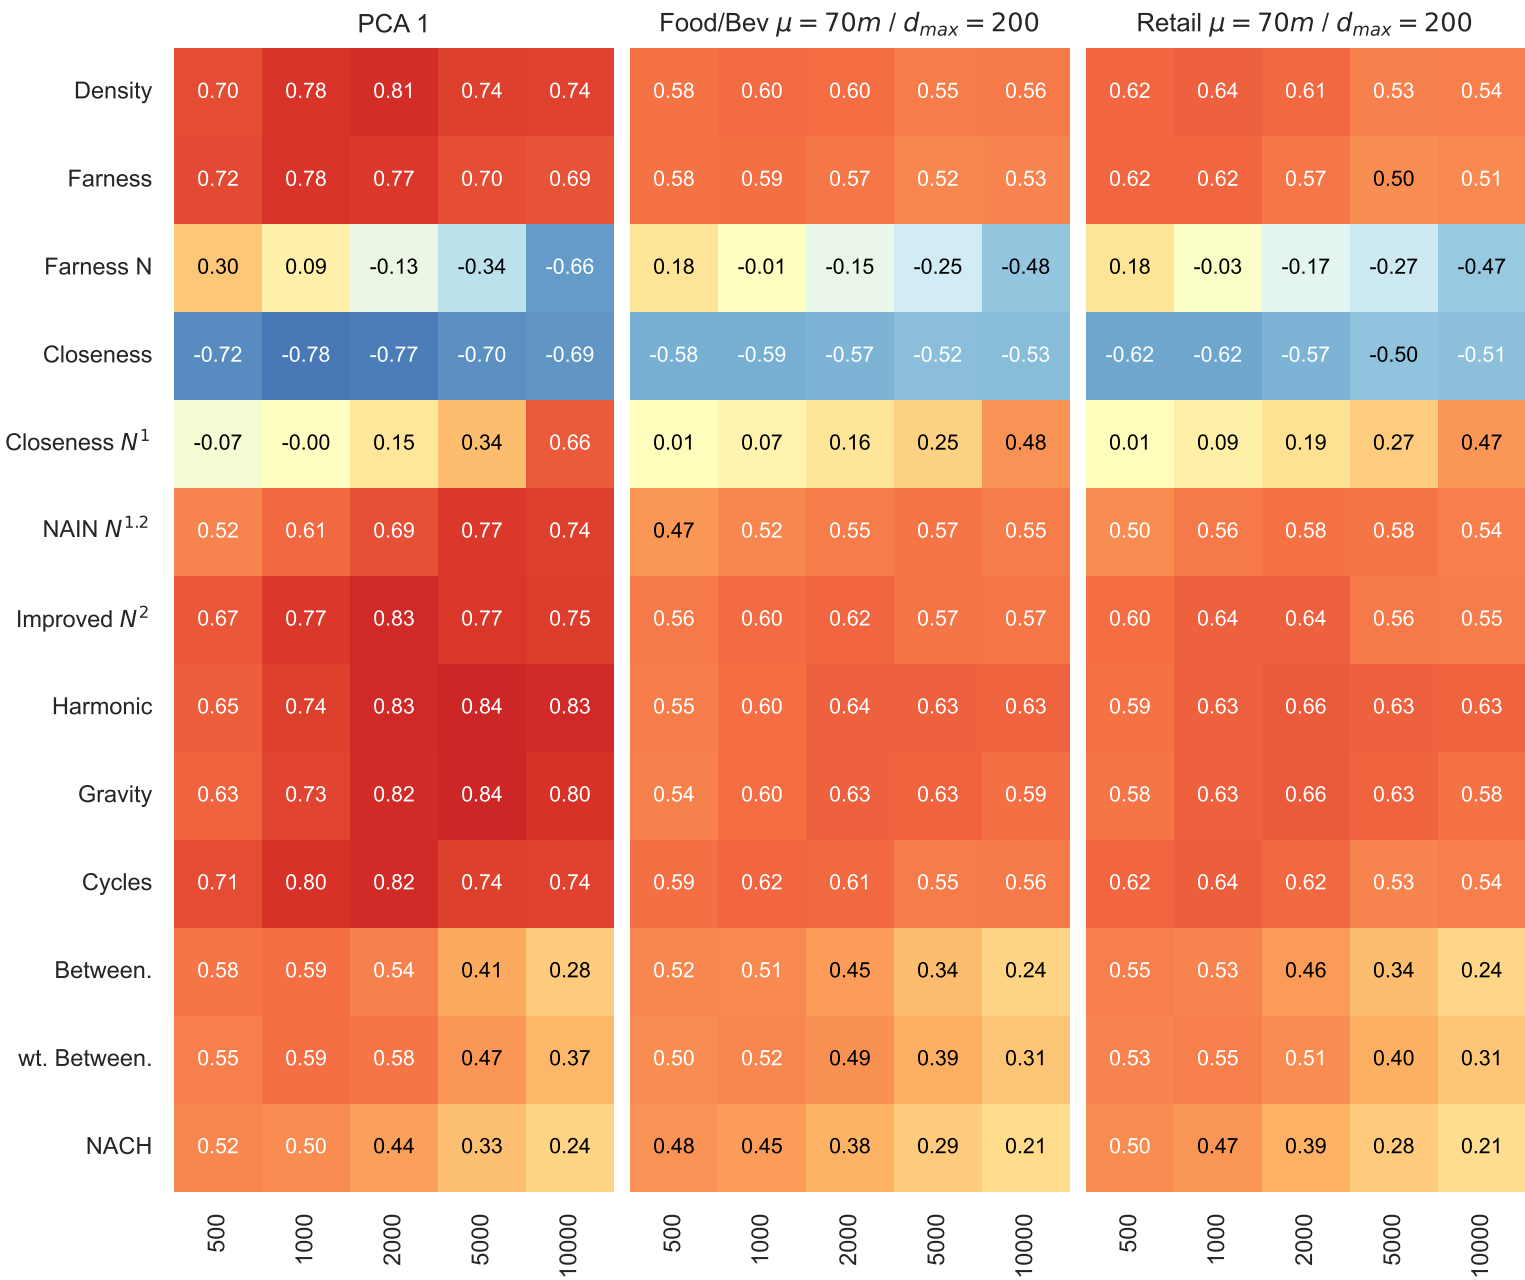 PCA 1 Food/Bev μ = 70m / d_max = 200 Retail μ = 70m / d_max = 200
Density 0.70 0.78 0.81 0.74 0.74 0.58 0.60 0.60 0.55 0.56 0.62 0.64 0.61 0.53 0.54
Farness 0.72 0.78 0.77 0.70 0.69 0.58 0.59 0.57 0.52 0.53 0.62 0.62 0.57 0.50 0.51
Farness N 0.30 0.09 -0.13 -0.34 -0.66 0.18 -0.01 -0.15 -0.25 -0.48 0.18 -0.03 -0.17 -0.27 -0.47
Closeness -0.72 -0.78 -0.77 -0.70 -0.69 -0.58 -0.59 -0.57 -0.52 -0.53 -0.62 -0.62 -0.57 -0.50 -0.51
Closeness N¹ -0.07 -0.00 0.15 0.34 0.66 0.01 0.07 0.16 0.25 0.48 0.01 0.09 0.19 0.27 0.47
NAIN N^1.2 0.52 0.61 0.69 0.77 0.74 0.47 0.52 0.55 0.57 0.55 0.50 0.56 0.58 0.58 0.54
Improved N² 0.67 0.77 0.83 0.77 0.75 0.56 0.60 0.62 0.57 0.57 0.60 0.64 0.64 0.56 0.55
Harmonic 0.65 0.74 0.83 0.84 0.83 0.55 0.60 0.64 0.63 0.63 0.59 0.63 0.66 0.63 0.63
Gravity 0.63 0.73 0.82 0.84 0.80 0.54 0.60 0.63 0.63 0.59 0.58 0.63 0.66 0.63 0.58
Cycles 0.71 0.80 0.82 0.74 0.74 0.59 0.62 0.61 0.55 0.56 0.62 0.64 0.62 0.53 0.54
Between. 0.58 0.59 0.54 0.41 0.28 0.52 0.51 0.45 0.34 0.24 0.55 0.53 0.46 0.34 0.24
wt. Between. 0.55 0.59 0.58 0.47 0.37 0.50 0.52 0.49 0.39 0.31 0.53 0.55 0.51 0.40 0.31
NACH 0.52 0.50 0.44 0.33 0.24 0.48 0.45 0.38 0.29 0.21 0.50 0.47 0.39 0.28 0.21
500 1000 2000 5000 10000 500 1000 2000 5000 10000 500 1000 2000 5000 10000